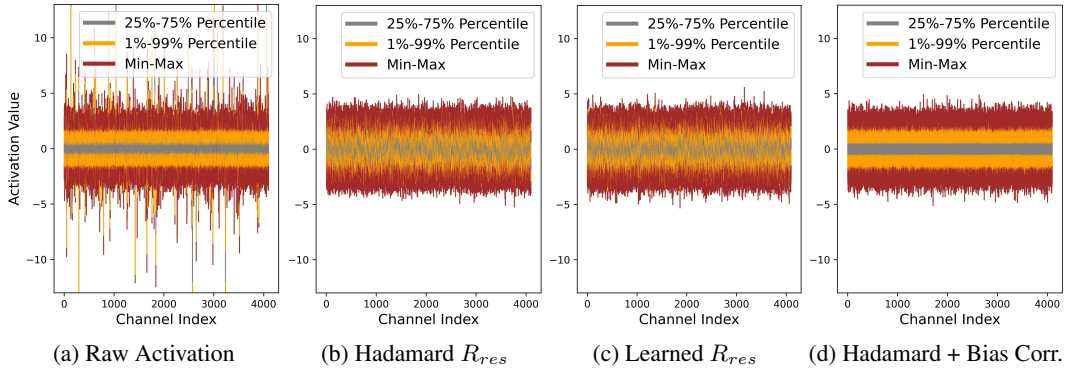 25%-75% Percentile
1%-99% Percentile
Min-Max
Activation Value
10
5
0
−5
−10
0
1000
2000
3000
4000
Channel Index
(a) Raw Activation
25%-75% Percentile
1%-99% Percentile
Min-Max
10
5
0
−5
−10
0
1000
2000
3000
4000
Channel Index
(b) Hadamard R_{res}
25%-75% Percentile
1%-99% Percentile
Min-Max
10
5
0
−5
−10
0
1000
2000
3000
4000
Channel Index
(c) Learned R_{res}
25%-75% Percentile
1%-99% Percentile
Min-Max
10
5
0
−5
−10
0
1000
2000
3000
4000
Channel Index
(d) Hadamard + Bias Corr.